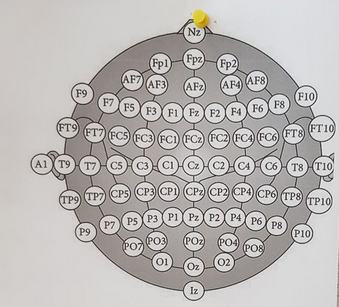 Nz
Fp1 Fpz Fp2
AF7 AF3 AFz AF4 AF8
F9 F7 F5 F3 F1 Fz F2 F4 F6 F8 F10
FT9 FT7 FC5 FC3 FC1 FCz FC2 FC4 FC6 FT8 FT10
A1 T9 T7 C5 C3 C1 Cz C2 C4 C6 T8 T10
TP9 TP7 CP5 CP3 CP1 CPz CP2 CP4 CP6 TP8 TP10
P9 P7 P5 P3 P1 Pz P2 P4 P6 P8 P10
PO7 PO3 POz PO4 PO8
O1 Oz O2
Iz